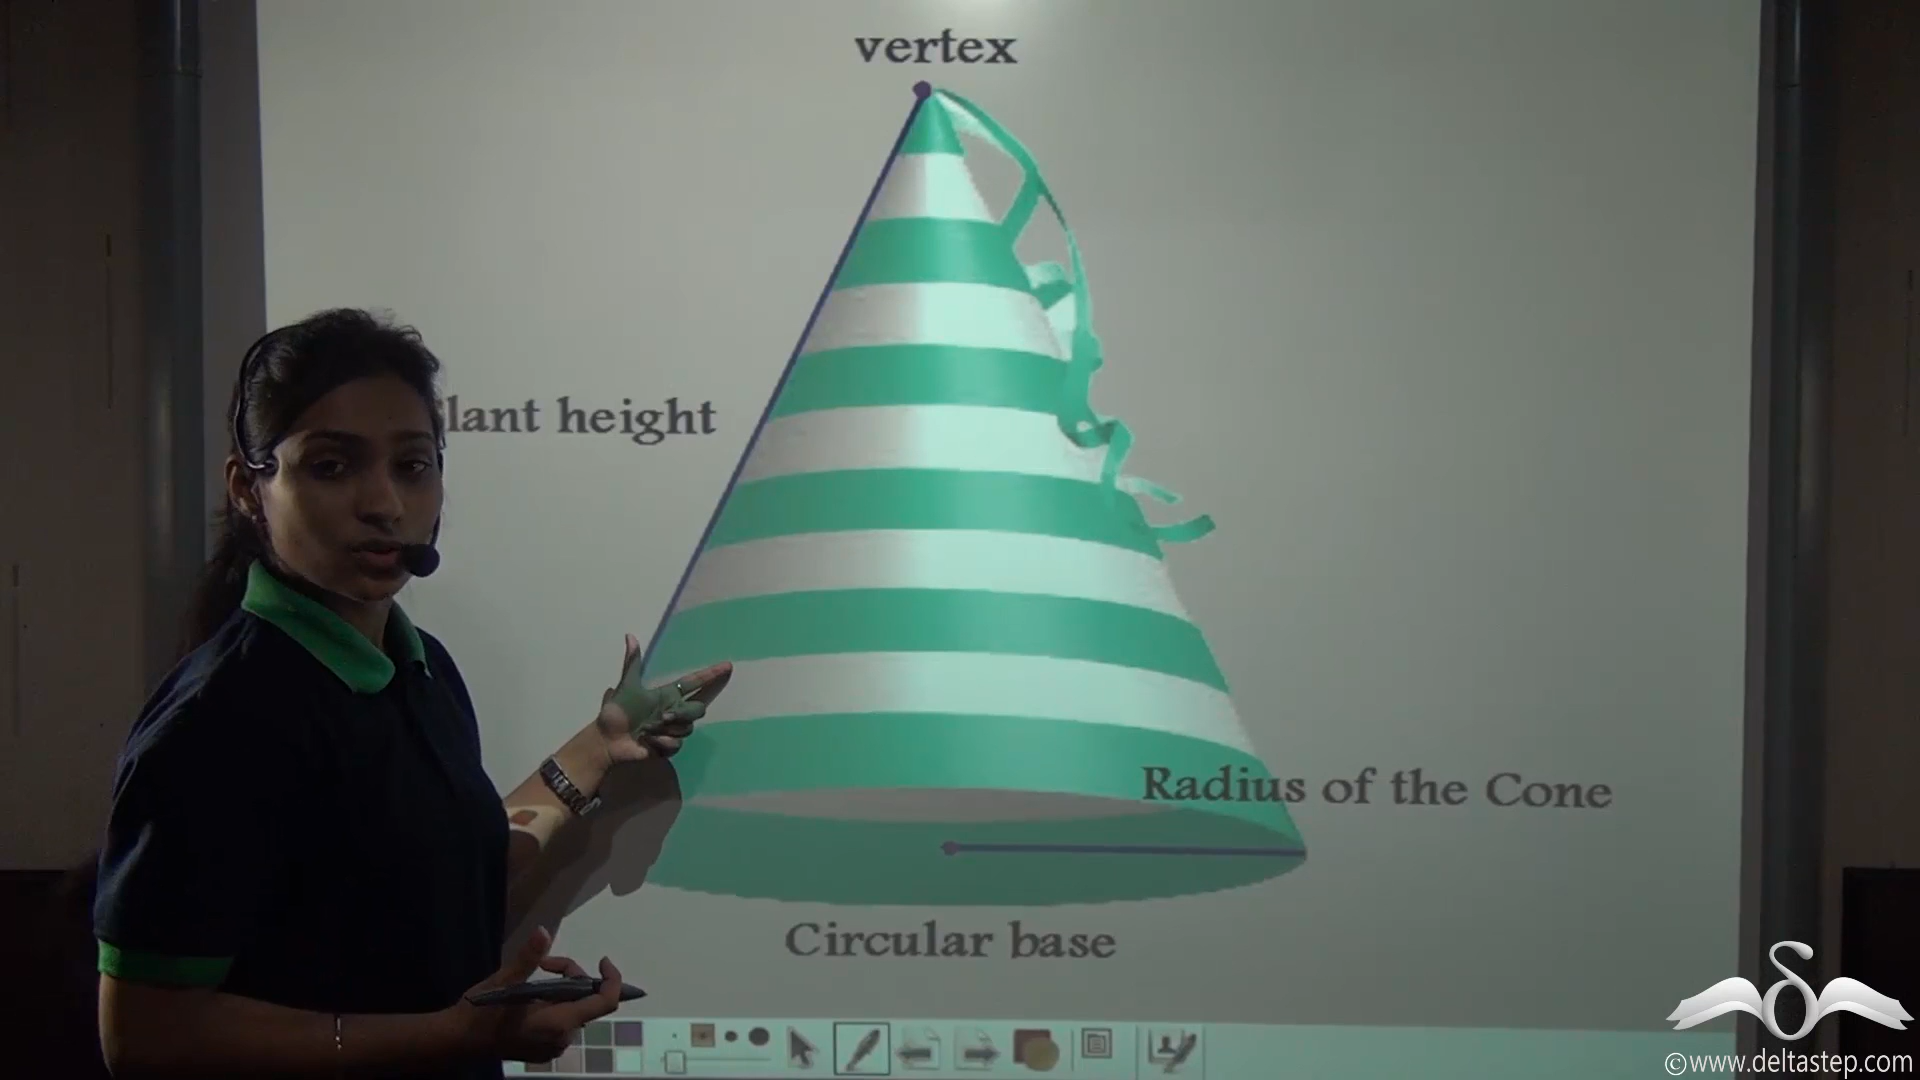 vertex
lant height
Radius of the Cone
Circular base
©www.deltastep.com